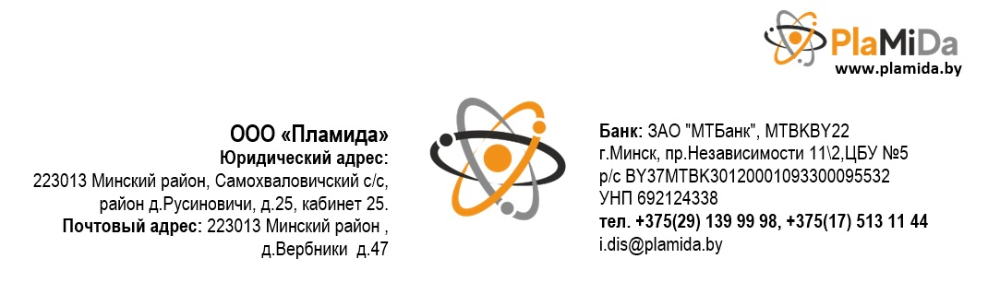 PlaMiDa
www.plamida.by
ООО «Пламида»
Юридический адрес:
223013 Минский район, Самохваловичский с/с,
район д.Русиновичи, д.25, кабинет 25.
Почтовый адрес: 223013 Минский район ,
д.Вербники д.47
Банк: ЗАО "МТБанк", MTBKBY22
г.Минск, пр.Независимости 11\2,ЦБУ №5
р/с BY37MTBK30120001093300095532
УНП 692124338
тел. +375(29) 139 99 98, +375(17) 513 11 44
i.dis@plamida.by